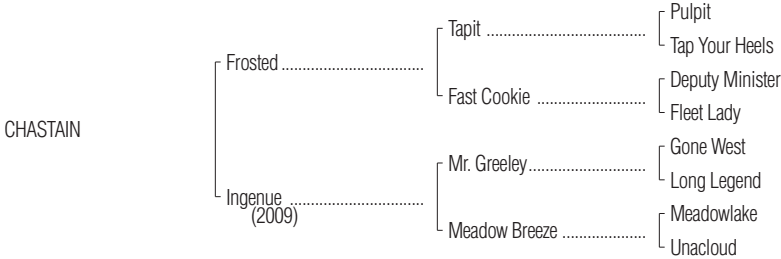 Pulpit
Tapit ........................................
Tap Your Heels
Frosted ....................................
Deputy Minister
Fast Cookie ...........................
Fleet Lady
CHASTAIN
Gone West
Mr. Greeley..............................
Long Legend
Ingenue ..................................
(2009)
Meadowlake
Meadow Breeze .....................
Unacloud